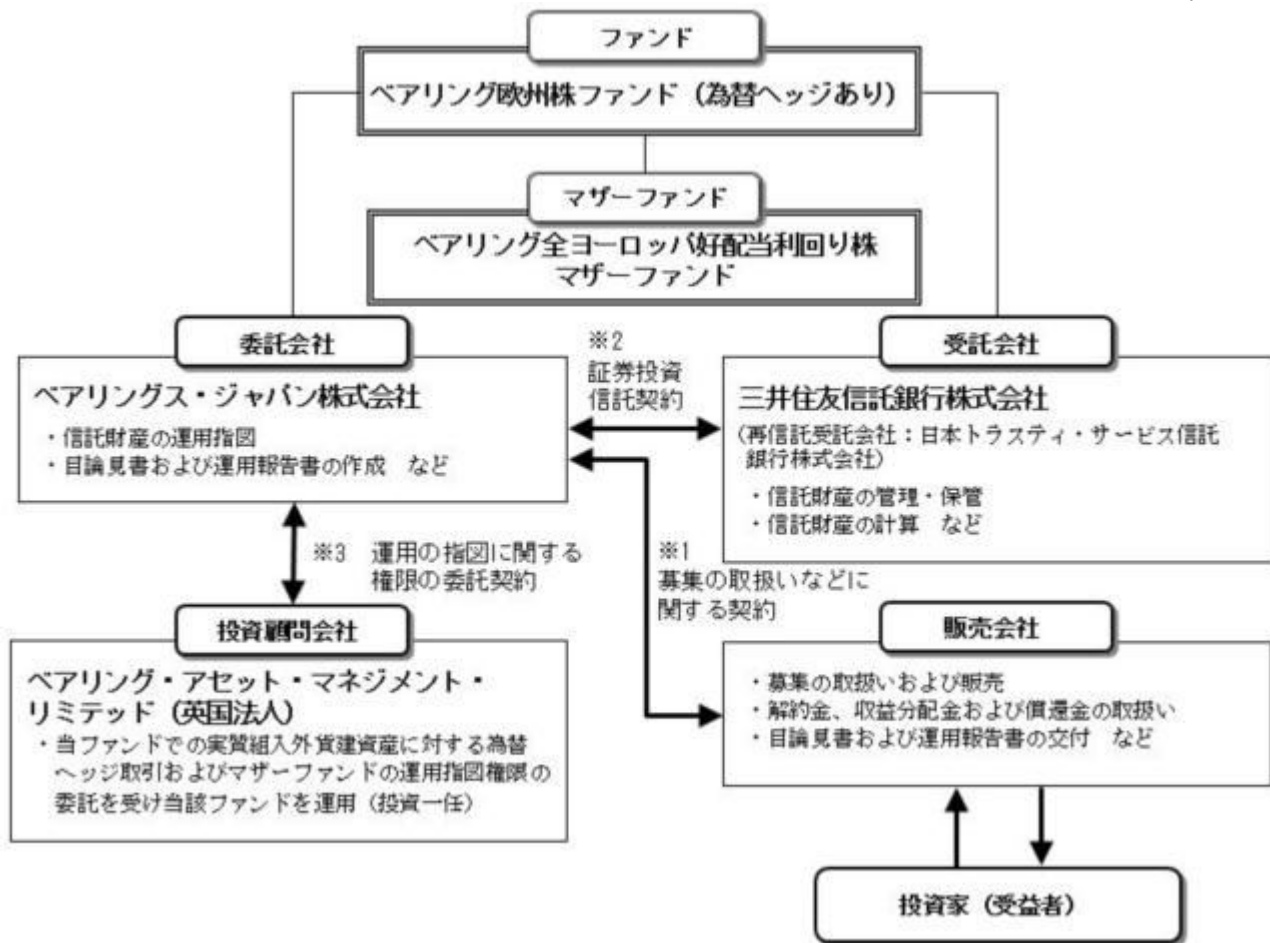 ファンド
ベアリング欧州株ファンド（為替ヘッジあり）
マザーファンド
ベアリング全ヨーロッパ好配当利回り株
マザーファンド
委託会社
ベアリングス・ジャパン株式会社
・信託財産の運用指図
・目論見書および運用報告書の作成　など
※2
証券投資
信託契約
受託会社
三井住友信託銀行株式会社
（再信託受託会社：日本トラスティ・サービス信託
銀行株式会社）
・信託財産の管理・保管
・信託財産の計算　など
※3　運用の指図に関する
権限の委託契約
※1
募集の取扱いなどに
関する契約
投資顧問会社
ベアリング・アセット・マネジメント・
リミテッド（英国法人）
・当ファンドでの実質組入外貨建資産に対する為替
ヘッジ取引およびマザーファンドの運用指図権限の
委託を受け当該ファンドを運用（投資一任）
販売会社
・募集の取扱いおよび販売
・解約金、収益分配金および償還金の取扱い
・目論見書および運用報告書の交付　など
投資家（受益者）